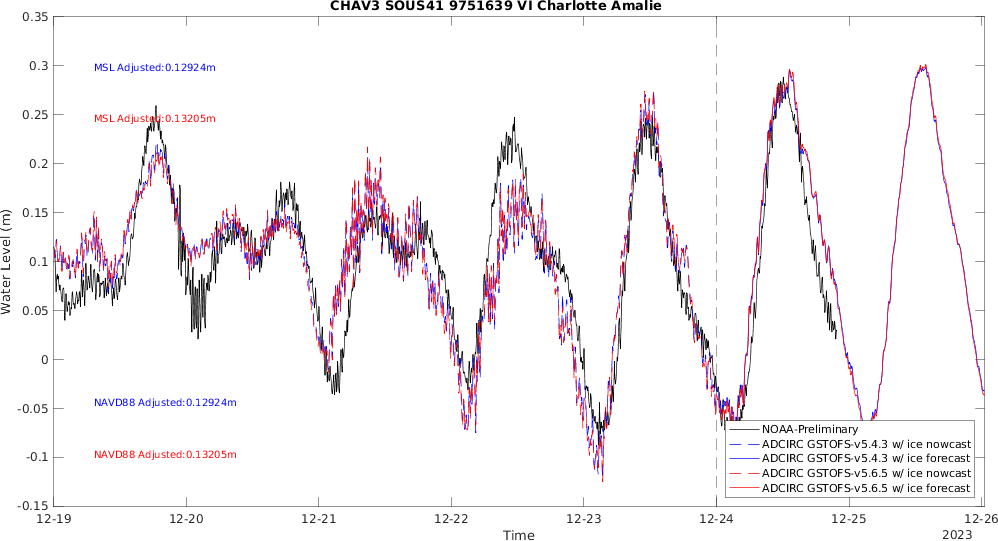 CHAV3 SOUS41 9751639 VI Charlotte Amalie
0.35
0.3
0.25
0.2
0.15
0.1
0.05
0
-0.05
-0.1
-0.15
Water Level (m)
MSL Adjusted:0.12924m
MSL Adjusted:0.13205m
NAVD88 Adjusted:0.12924m
NAVD88 Adjusted:0.13205m
NOAA-Preliminary
ADCIRC GSTOFS-v5.4.3 w/ ice nowcast
ADCIRC GSTOFS-v5.4.3 w/ ice forecast
ADCIRC GSTOFS-v5.6.5 w/ ice nowcast
ADCIRC GSTOFS-v5.6.5 w/ ice forecast
12-19 12-20 12-21 12-22 12-23 12-24 12-25 12-26
Time
2023